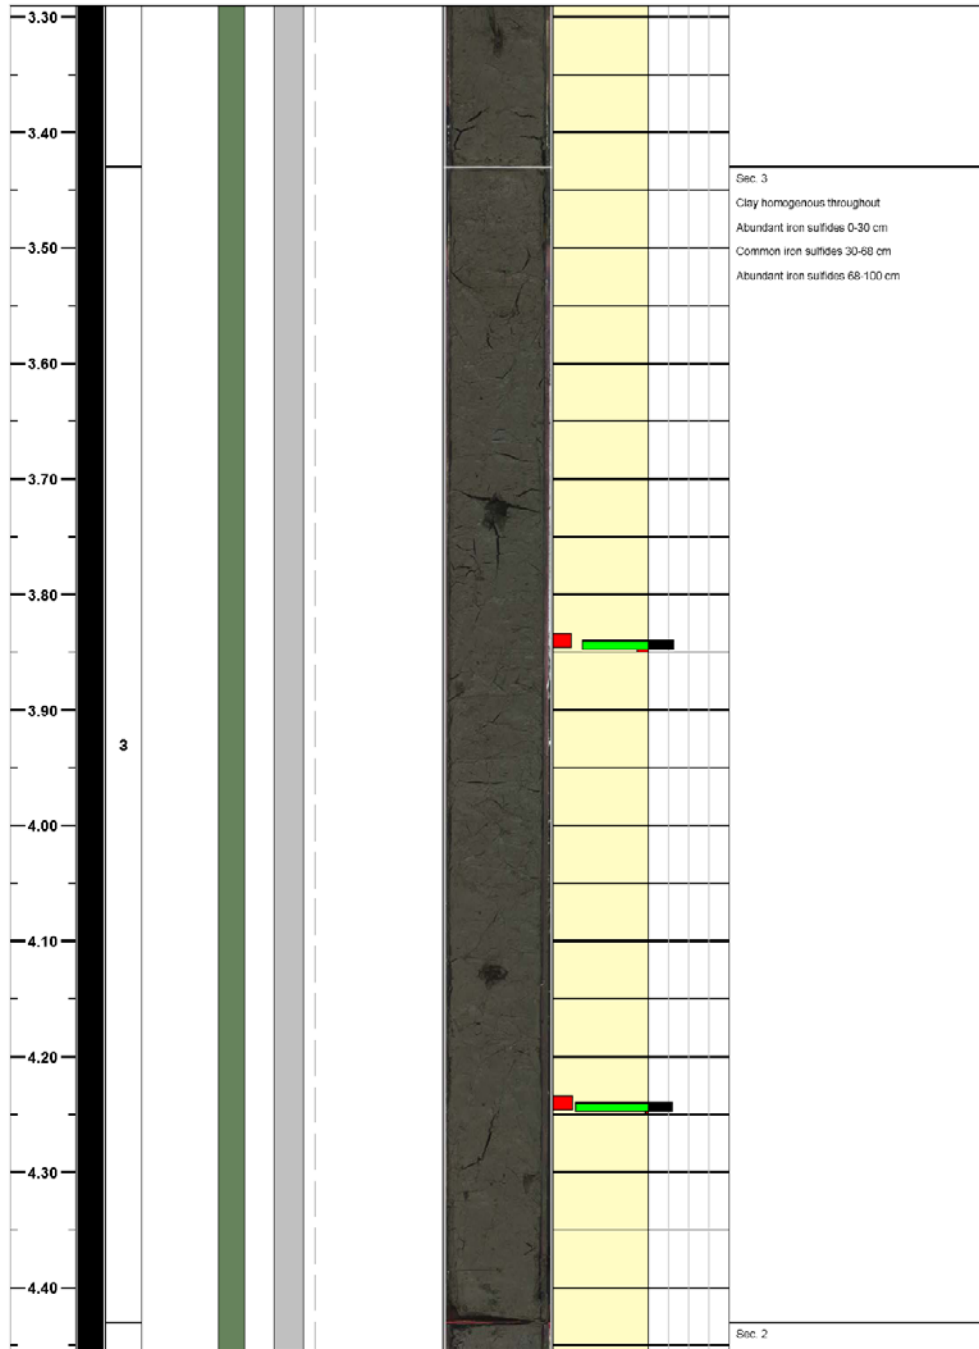 3.30
3.40
Sec. 3
Clay homogenous throughout
Abundant iron sulfides 0-30 cm
3.50
Common iron sulfides 30-68 cm
Abundant iron sulfides 68-100 cm
3.60
3.70
3.80
3.90
3
4.00
4.10
4.20
4.30
4.40
Sec. 2